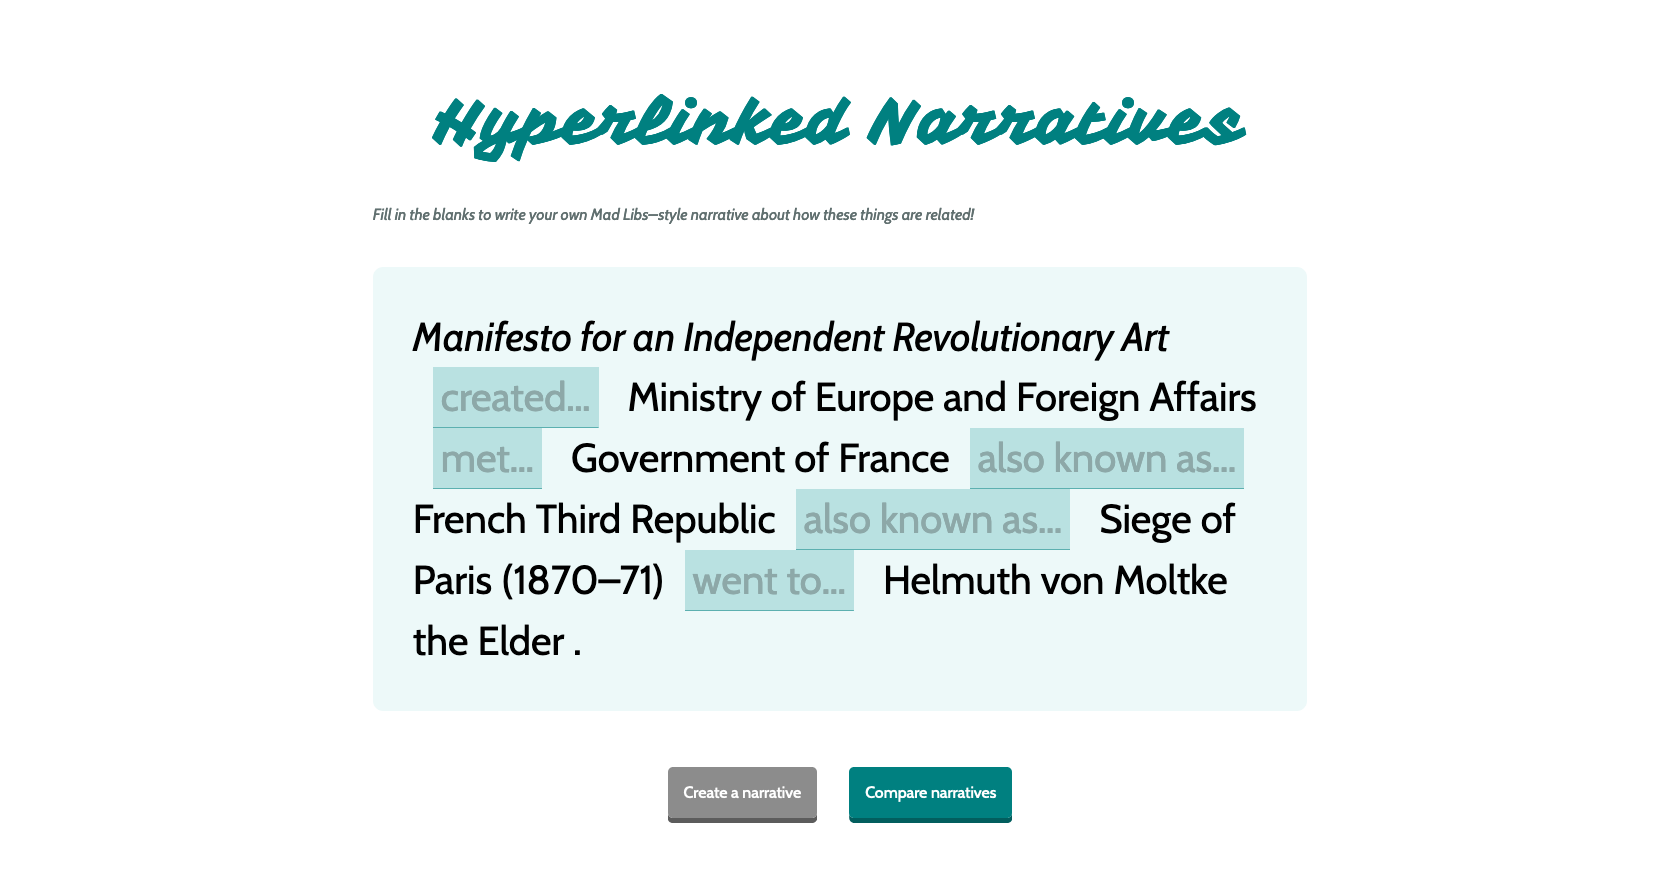 Hyperlinked Narratives
Fill in the blanks to write your own Mad Libs–style narrative about how these things are related!
Manifesto for an Independent Revolutionary Art
created... Ministry of Europe and Foreign Affairs
met... Government of France also known as...
French Third Republic also known as... Siege of
Paris (1870–71) went to... Helmuth von Moltke
the Elder .
Create a narrative Compare narratives